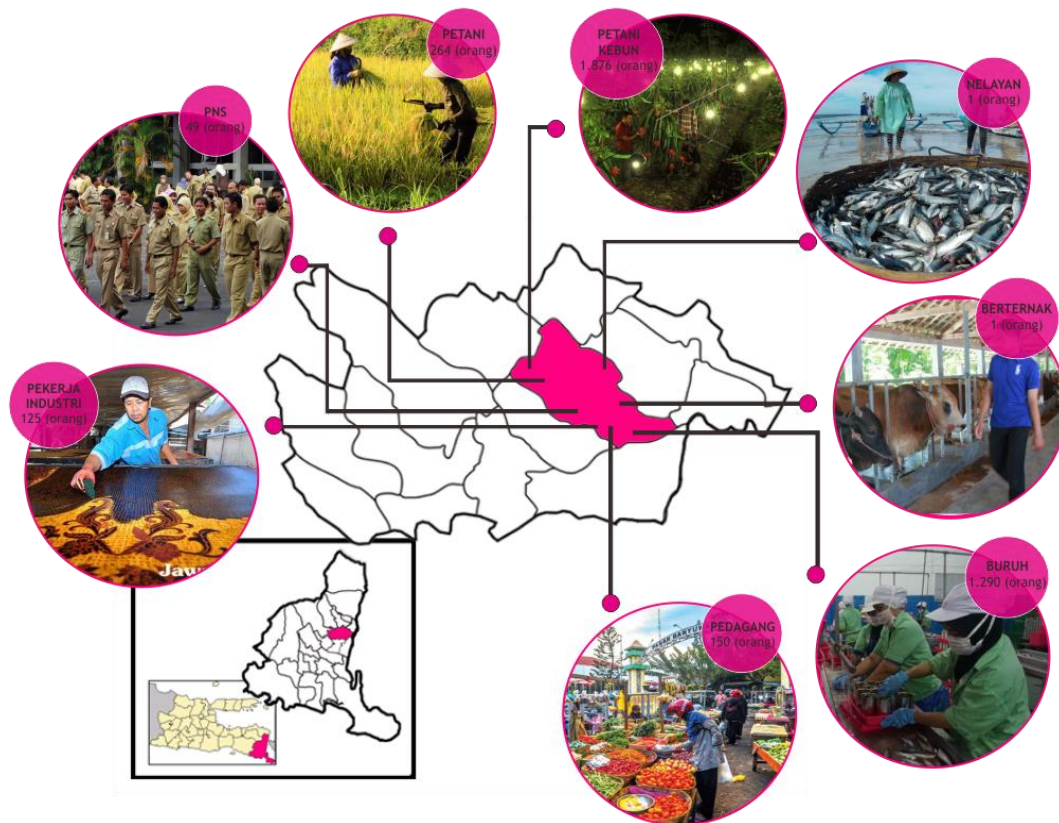 PETANI
264 (orang)
PETANI
KEBUN
1.876 (orang)
NELAYAN
1 (orang)
PNS
49 (orang)
BERTERNAK
1 (orang)
PEKERJA
INDUSTRI
125 (orang)
Jaw
BURUH
1.290 (orang)
PEDAGANG
150 (orang)